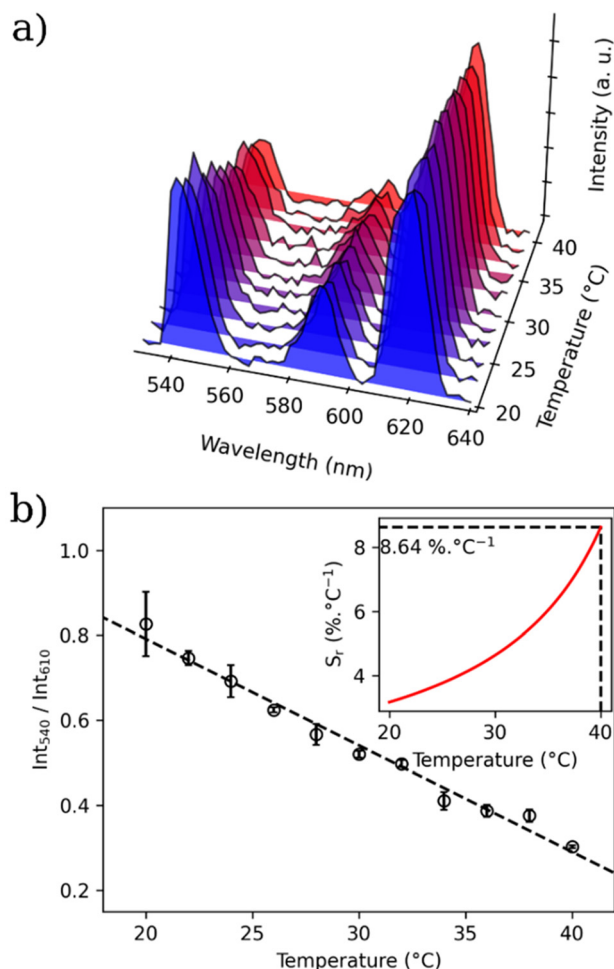 a)
Intensity (a. u.)
540
560
580
600
620
640
Wavelength (nm)
20
25
30
35
40
Temperature (°C)
b)
1.0
0.8
0.6
0.4
0.2
Int₅₄₀ / Int₆₁₀
20
25
30
35
40
Temperature (°C)
8.64 %.°C⁻¹
8
6
4
Sᵣ (%.°C⁻¹)
20
30
40
Temperature (°C)